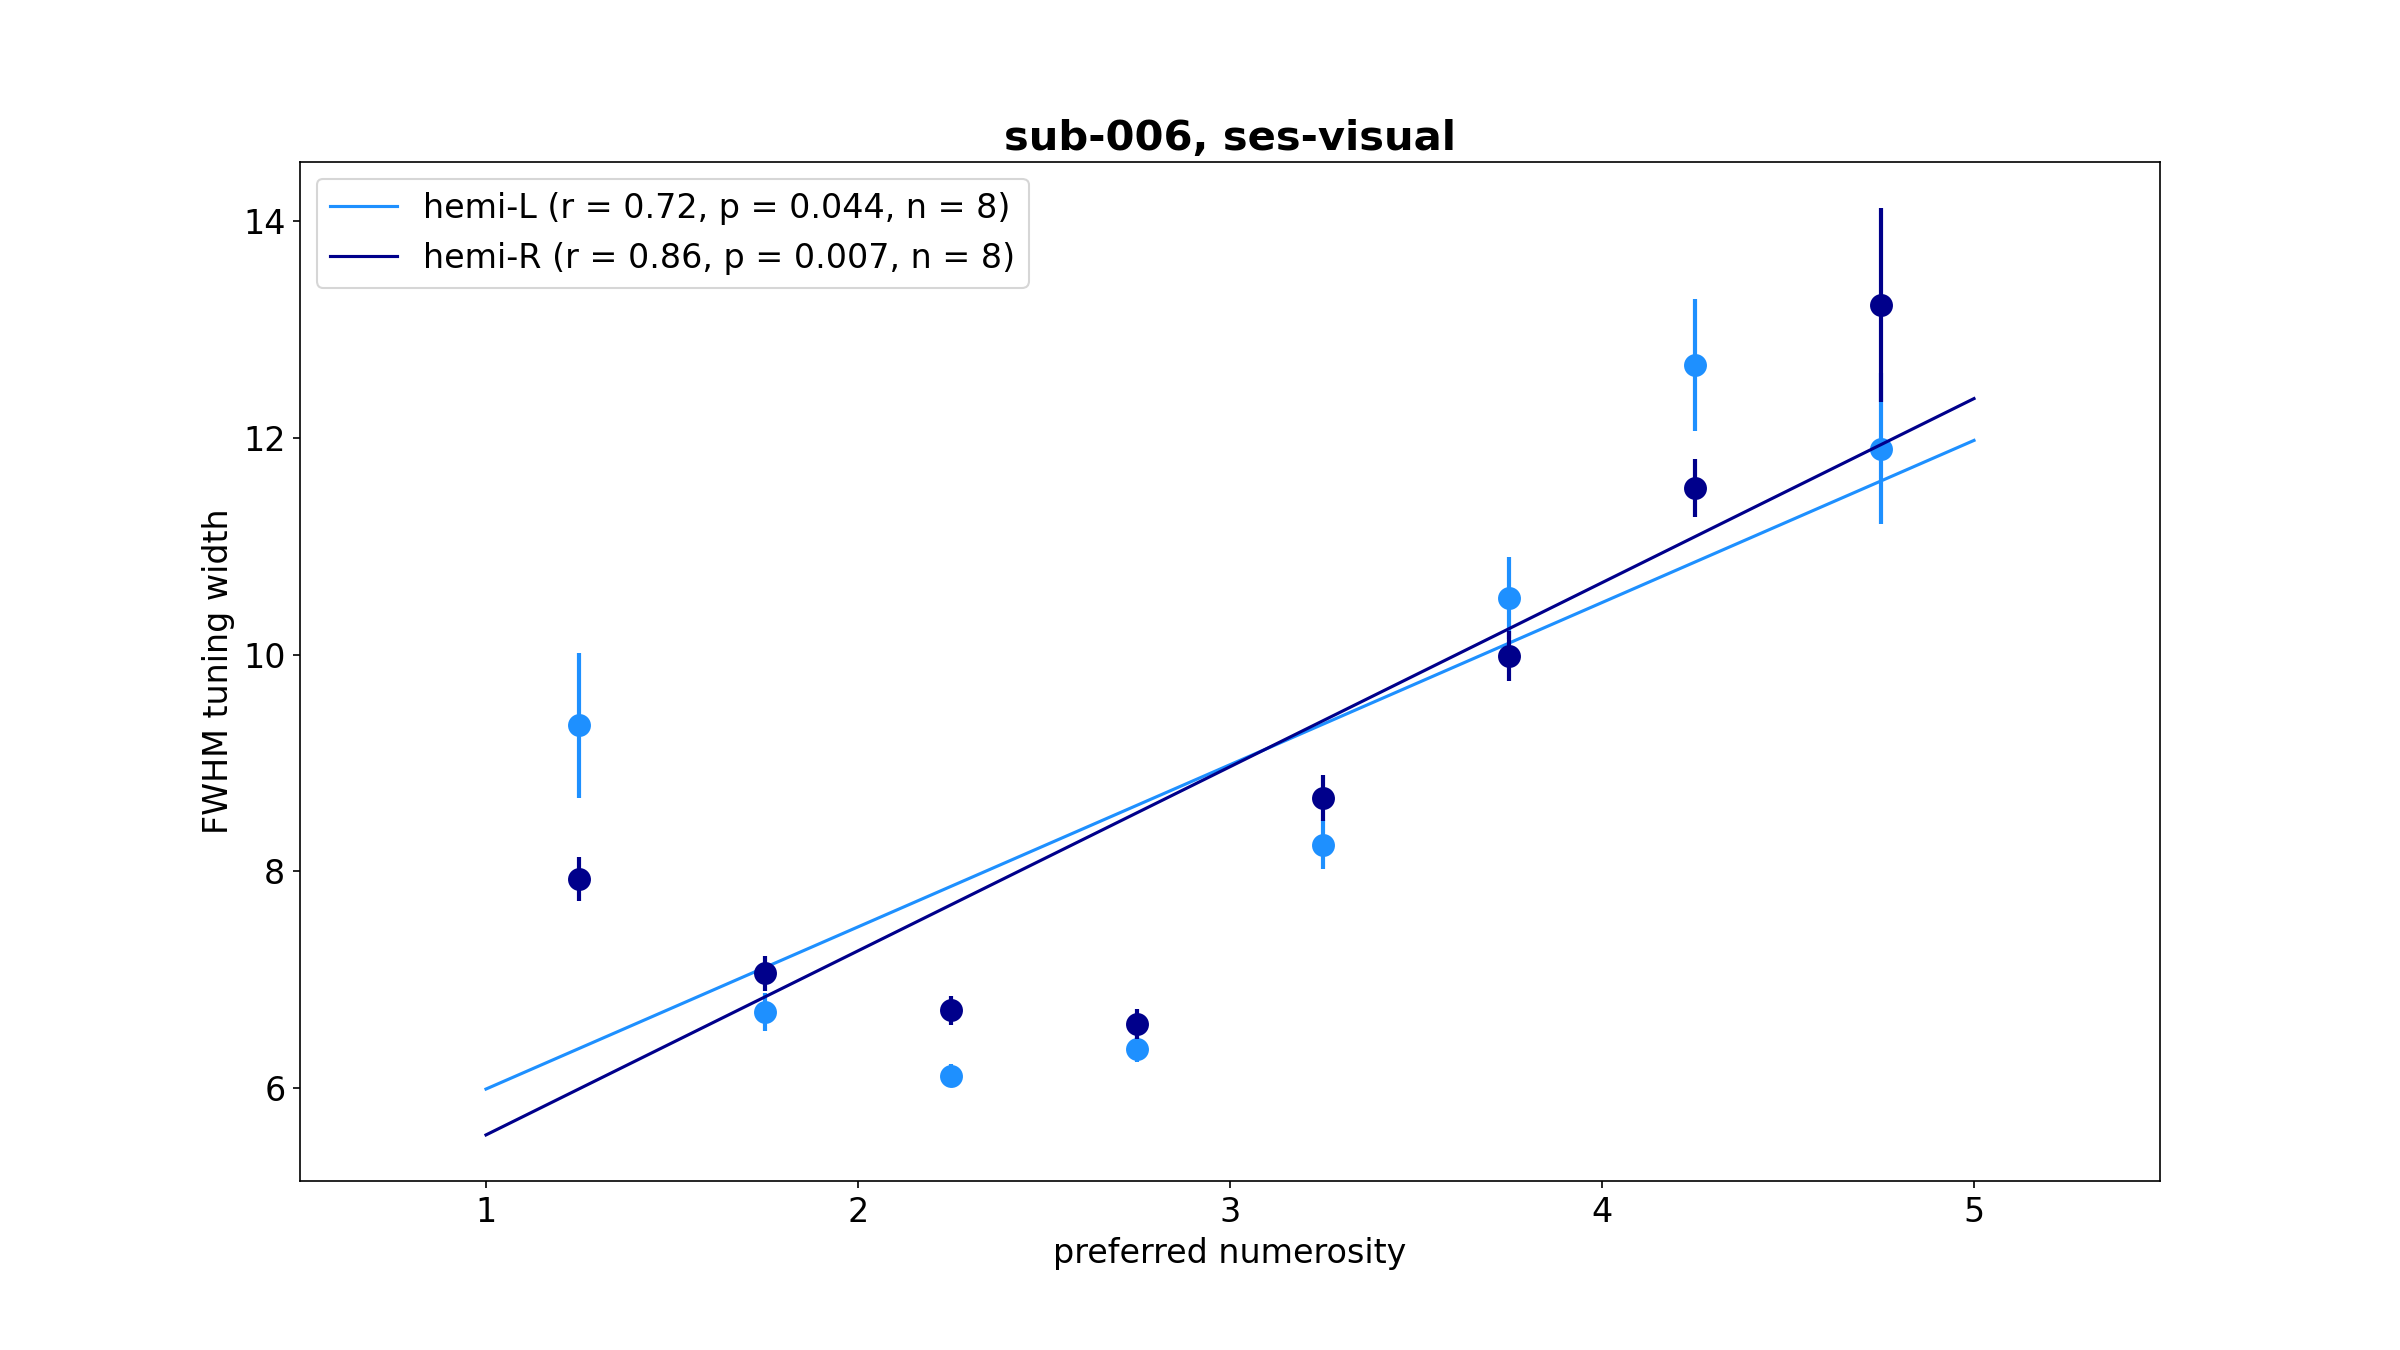 sub-006, ses-visual
hemi-L (r = 0.72, p = 0.044, n = 8)
hemi-R (r = 0.86, p = 0.007, n = 8)
14
12
10
8
6
FWHM tuning width
1 2 3 4 5
preferred numerosity